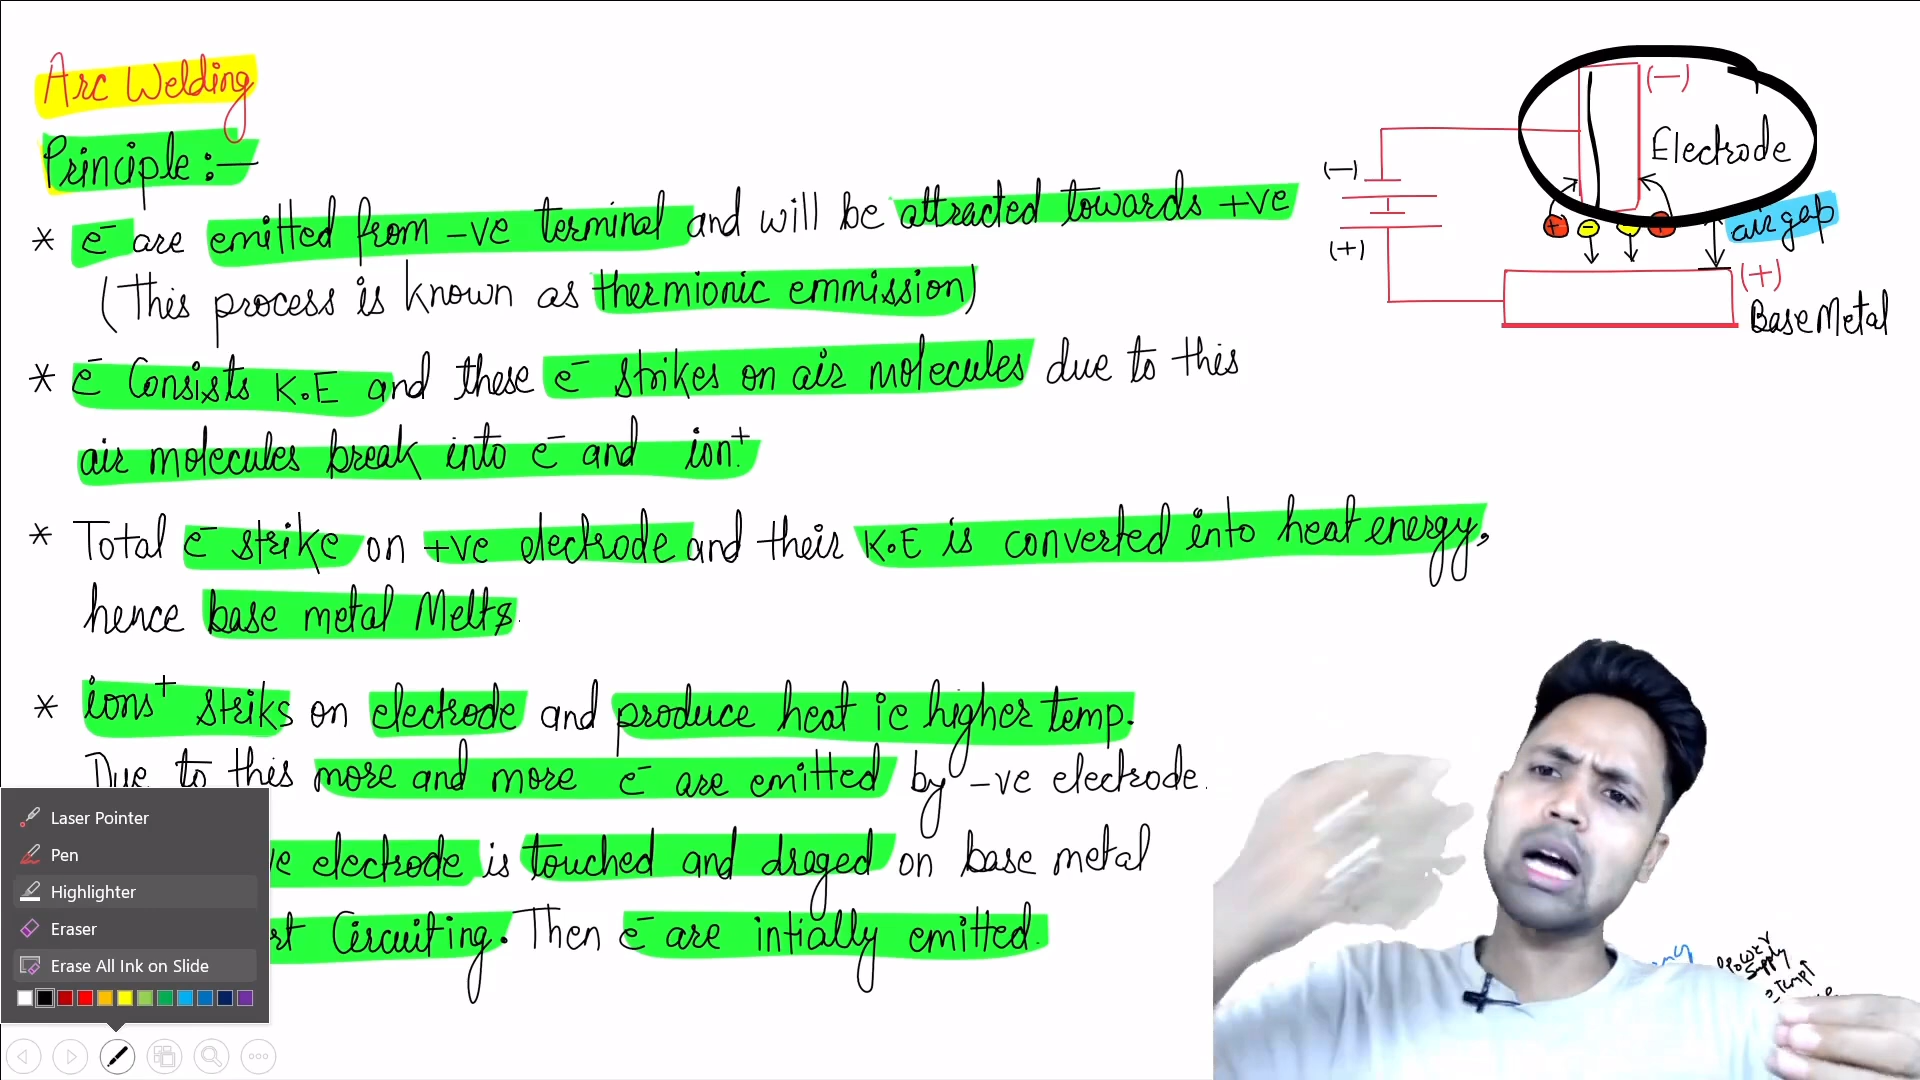 Arc Welding
Principle:-
* e⁻ are emitted from -ve terminal and will be attracted towards +ve
(This process is known as thermionic emmission)
* e⁻ Consists K.E and these e⁻ strikes on air molecules due to this
air molecules break into e⁻ and ion⁺.
* Total e⁻ strike on +ve electrode and their K.E is converted into heat energy,
hence base metal Melts.
* ions⁺ striks on electrode and produce heat ie higher temp.
Due to this more and more e⁻ are emitted by -ve electrode.
electrode is touched and draged on base metal
Circuiting. Then e⁻ are intially emitted.
(-)
Electrode
(-)
air gap
+ -
(+)
(+)
Base Metal
Laser Pointer
Pen
Highlighter
Eraser
Erase All Ink on Slide
Power
Supply